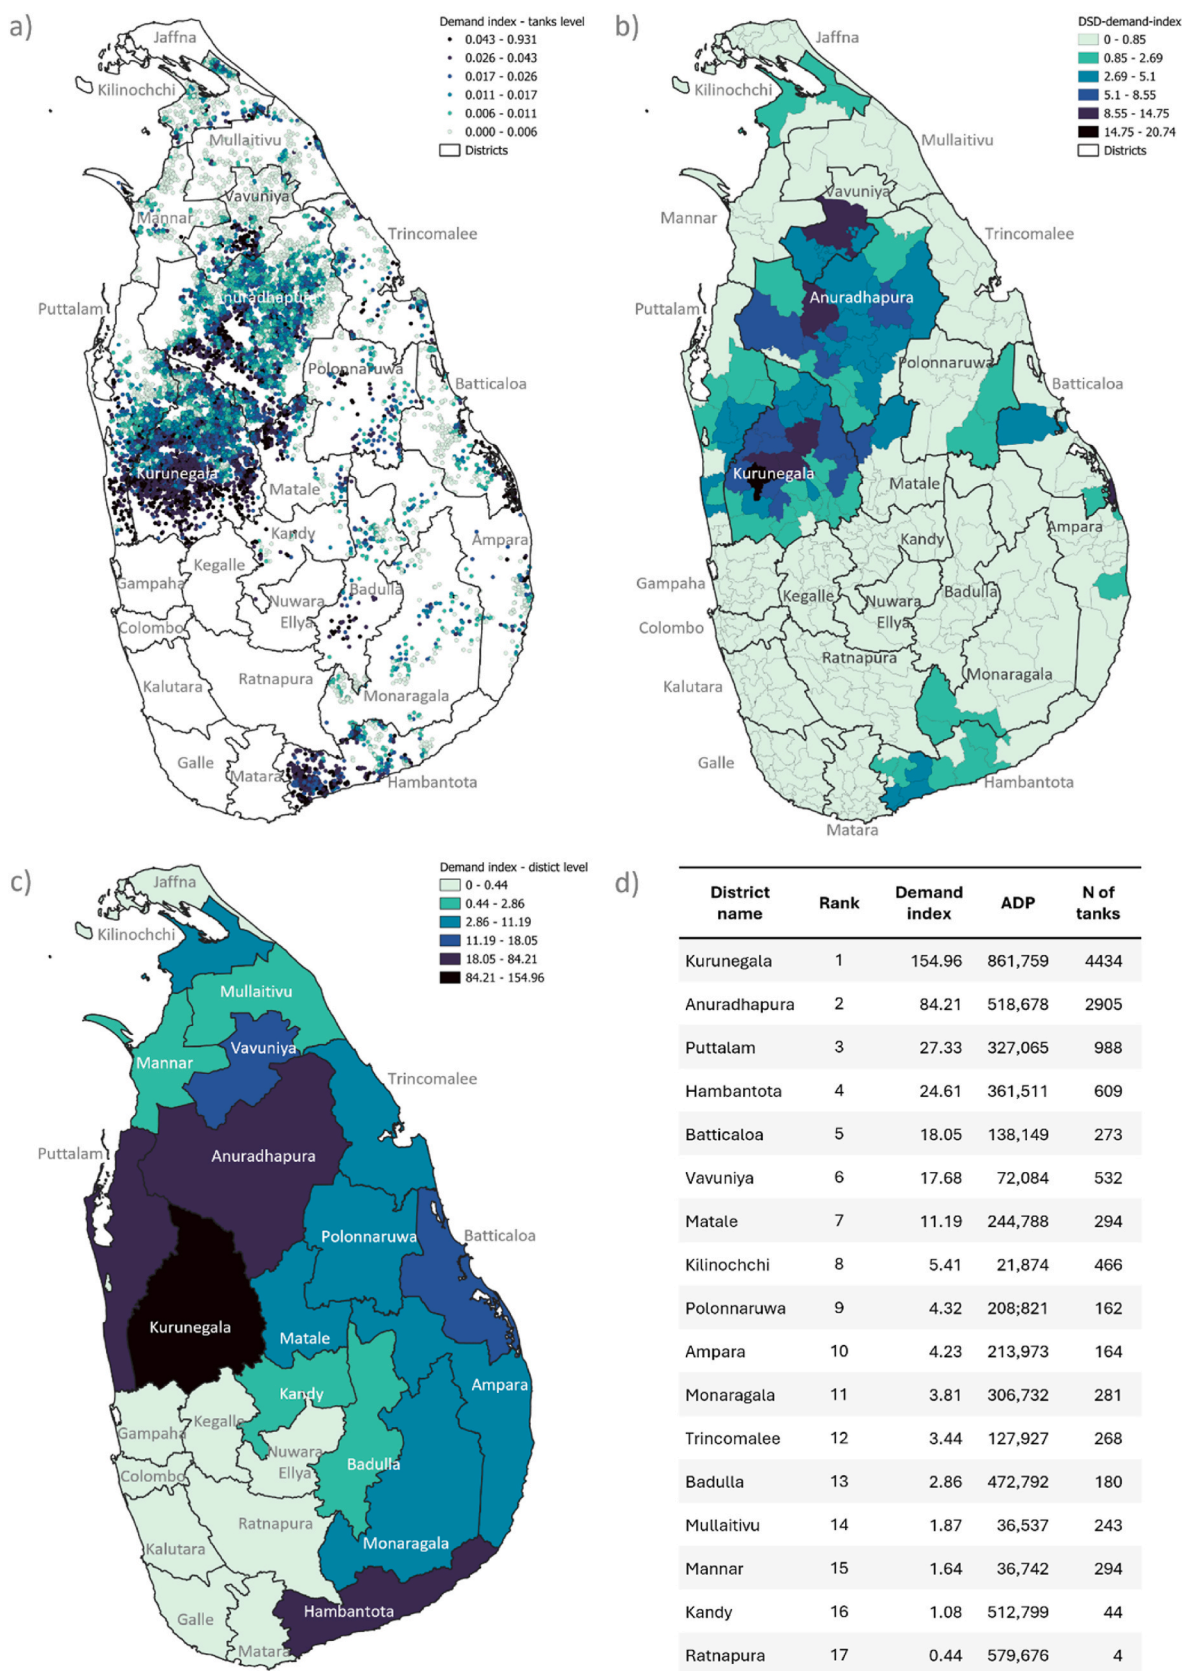 a)
Demand index - tanks level
0.043 - 0.931
0.026 - 0.043
0.017 - 0.026
0.011 - 0.017
0.006 - 0.011
0.000 - 0.006
Districts
Jaffna
Kilinochchi
Mullaitivu
Vavuniya
Mannar
Trincomalee
Anuradhapura
Puttalam
Polonnaruwa
Batticaloa
Kurunegala
Matale
Kandy
Ampara
Kegalle
Gampaha
Badulla
Nuwara
Ellya
Colombo
Ratnapura
Kalutara
Monaragala
Galle
Matara
Hambantota
b)
DSD-demand-index
0 - 0.85
0.85 - 2.69
2.69 - 5.1
5.1 - 8.55
8.55 - 14.75
14.75 - 20.74
Districts
Jaffna
Kilinochchi
Mullaitivu
Vavuniya
Mannar
Trincomalee
Anuradhapura
Puttalam
Polonnaruwa
Batticaloa
Kurunegala
Matale
Ampara
Kandy
Gampaha
Kegalle
Badulla
Nuwara
Ellya
Colombo
Ratnapura
Monaragala
Kalutara
Galle
Hambantota
Matara
c)
Demand index - distict level
0 - 0.44
0.44 - 2.86
2.86 - 11.19
11.19 - 18.05
18.05 - 84.21
84.21 - 154.96
Jaffna
Kilinochchi
Mullaitivu
Vavuniya
Mannar
Trincomalee
Puttalam
Anuradhapura
Polonnaruwa
Batticaloa
Kurunegala
Matale
Kandy
Ampara
Kegalle
Gampaha
Nuwara
Ellya
Badulla
Colombo
Ratnapura
Kalutara
Monaragala
Hambantota
Galle
Matara
d)
District name Rank Demand index ADP N of tanks
Kurunegala 1 154.96 861,759 4434
Anuradhapura 2 84.21 518,678 2905
Puttalam 3 27.33 327,065 988
Hambantota 4 24.61 361,511 609
Batticaloa 5 18.05 138,149 273
Vavuniya 6 17.68 72,084 532
Matale 7 11.19 244,788 294
Kilinochchi 8 5.41 21,874 466
Polonnaruwa 9 4.32 208;821 162
Ampara 10 4.23 213,973 164
Monaragala 11 3.81 306,732 281
Trincomalee 12 3.44 127,927 268
Badulla 13 2.86 472,792 180
Mullaitivu 14 1.87 36,537 243
Mannar 15 1.64 36,742 294
Kandy 16 1.08 512,799 44
Ratnapura 17 0.44 579,676 4